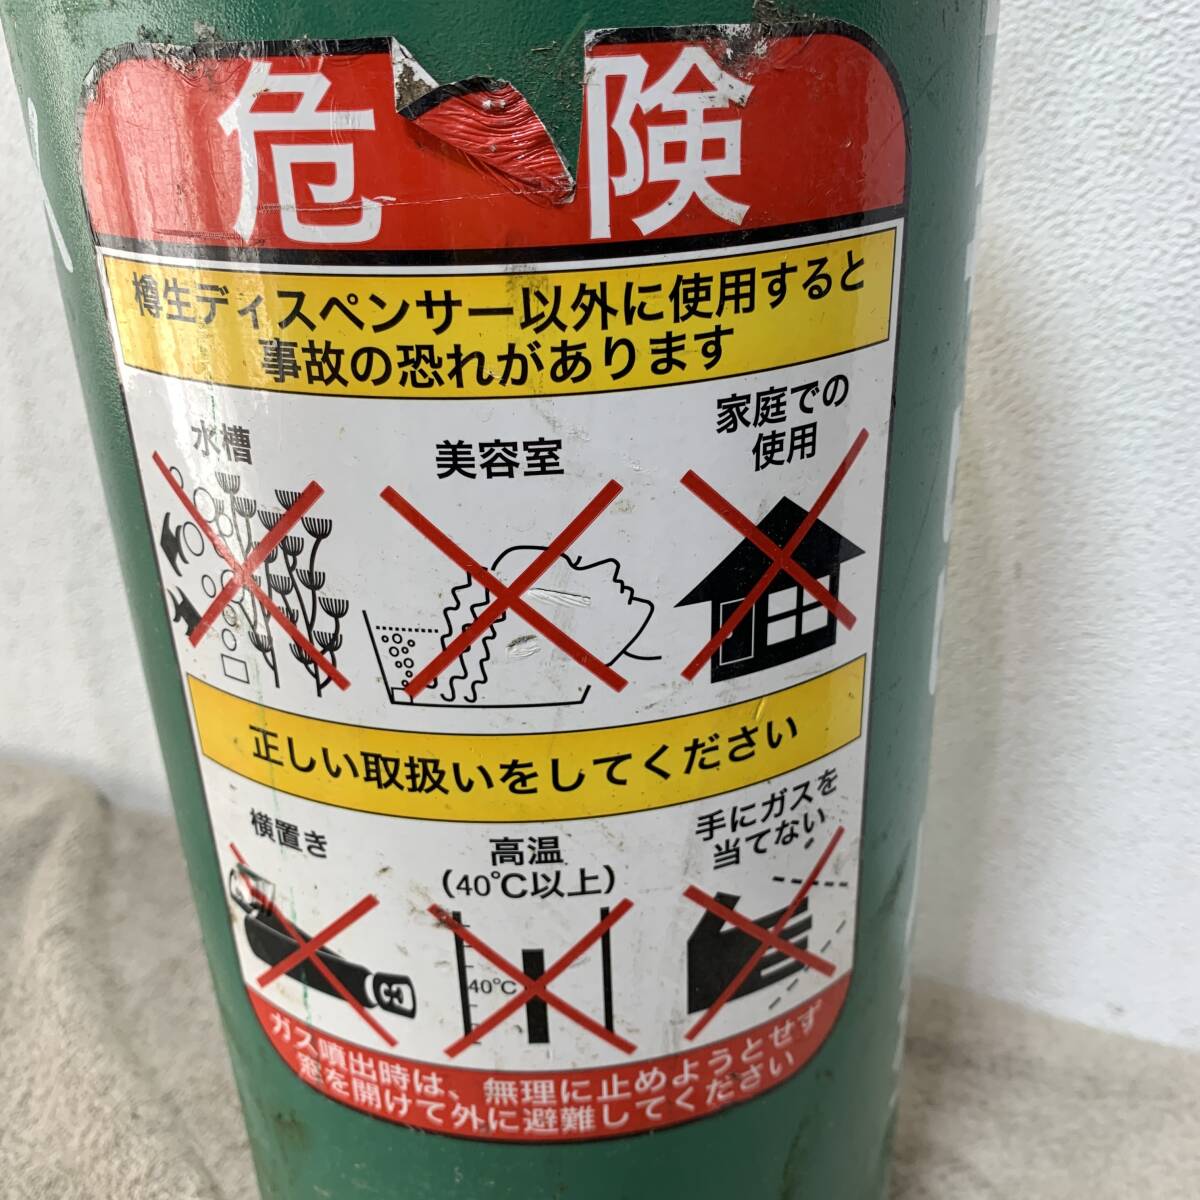 危険
樽生ディスペンサー以外に使用すると
事故の恐れがあります
水槽
美容室
家庭での
使用
正しい取扱いをしてください
横置き
高温
(40℃以上)
手にガスを
当てない
40℃
ガス噴出時は、無理に止めようとせず
窓を開けて外に避難してください